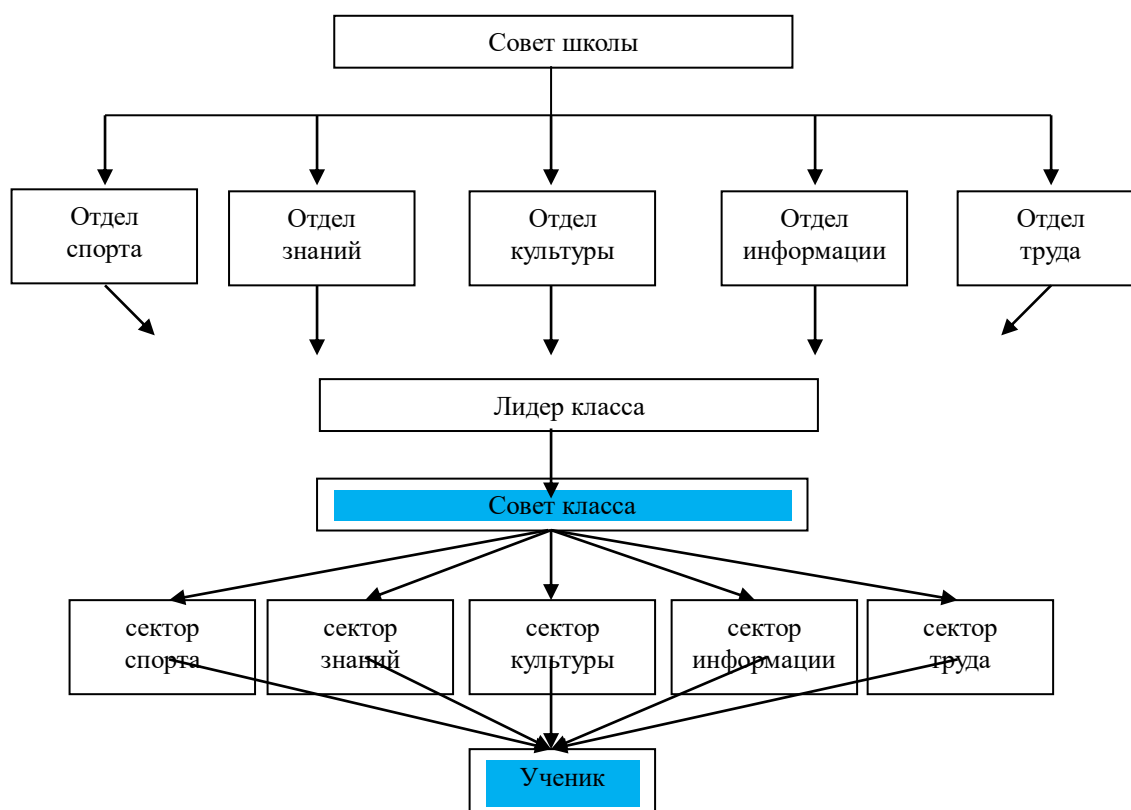 Совет школы
Отдел
спорта
Отдел
знаний
Отдел
культуры
Отдел
информации
Отдел
труда
Лидер класса
Совет класса
сектор
спорта
сектор
знаний
сектор
культуры
сектор
информации
сектор
труда
Ученик